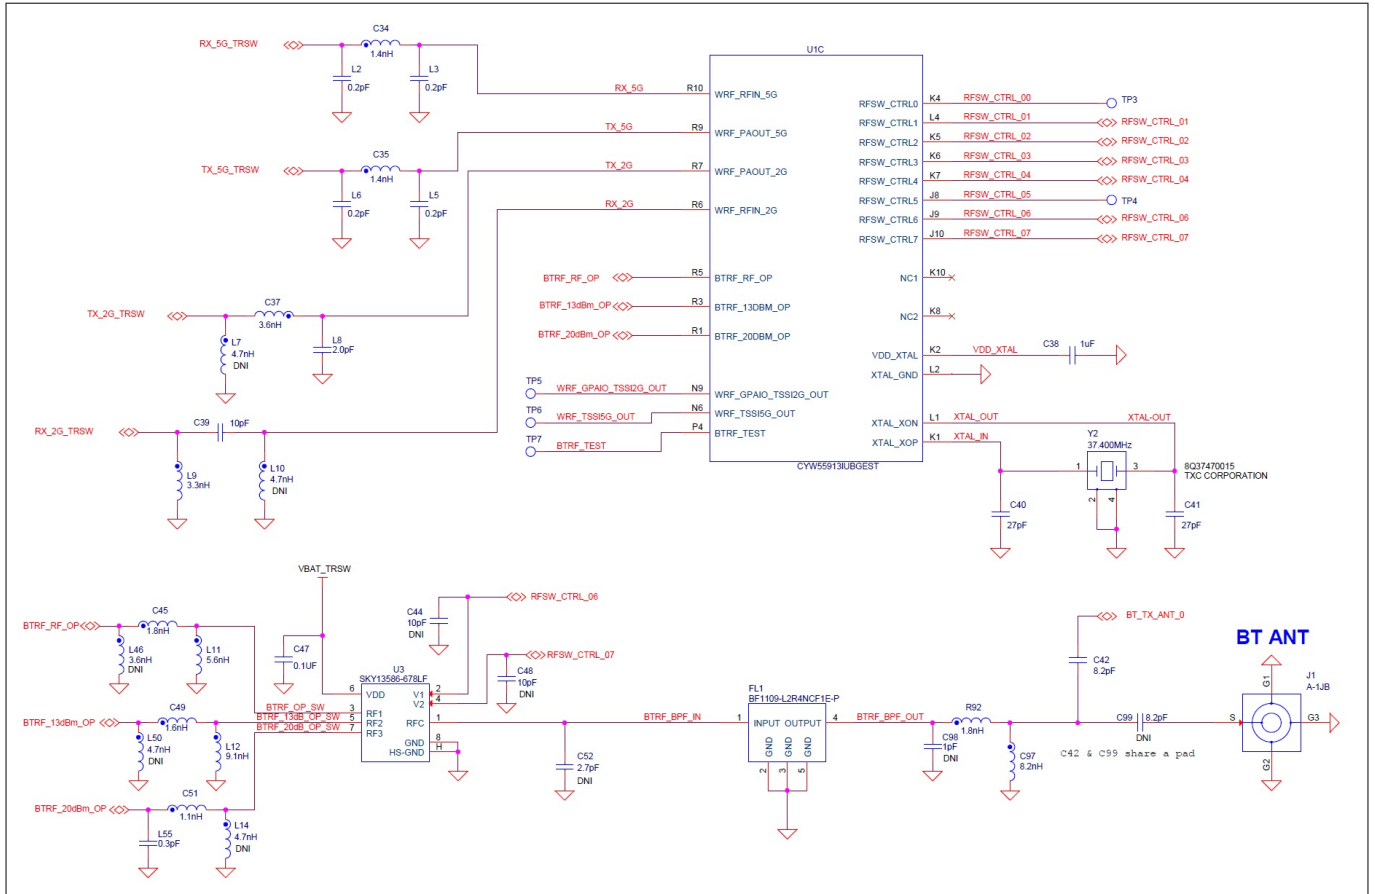 C34
RX_5G_TRSW
1.4nH
U1C
L2
0.2pF
L3
0.2pF
RX_5G
R10
WRF_RFIN_5G
RFSW_CTRL0
K4
RFSW_CTRL_00
TP3
RFSW_CTRL1
L4
RFSW_CTRL_01
RFSW_CTRL_01
TX_5G
R9
WRF_PAOUT_5G
RFSW_CTRL2
K5
RFSW_CTRL_02
RFSW_CTRL_02
C35
TX_5G_TRSW
1.4nH
RFSW_CTRL3
K6
RFSW_CTRL_03
RFSW_CTRL_03
TX_2G
R7
WRF_PAOUT_2G
RFSW_CTRL4
K7
RFSW_CTRL_04
RFSW_CTRL_04
L6
0.2pF
L5
0.2pF
RFSW_CTRL5
J8
RFSW_CTRL_05
TP4
RX_2G
R6
WRF_RFIN_2G
RFSW_CTRL6
J9
RFSW_CTRL_06
RFSW_CTRL_06
RFSW_CTRL7
J10
RFSW_CTRL_07
RFSW_CTRL_07
BTRF_RF_OP
R5
BTRF_RF_OP
NC1
K10
BTRF_13dBm_OP
R3
BTRF_13DBM_OP
NC2
K8
BTRF_20dBm_OP
R1
BTRF_20DBM_OP
TX_2G_TRSW
C37
3.6nH
L7
4.7nH
DNI
L8
2.0pF
VDD_XTAL
K2
VDD_XTAL
C38
1uF
XTAL_GND
L2
TP5
WRF_GPAIO_TSSI2G_OUT
N9
WRF_GPAIO_TSSI2G_OUT
TP6
WRF_TSSI5G_OUT
N6
WRF_TSSI5G_OUT
TP7
BTRF_TEST
P4
BTRF_TEST
XTAL_XON
L1
XTAL_OUT
XTAL-OUT
XTAL_XOP
K1
XTAL_IN
CYW55913IUBGEST
RX_2G_TRSW
C39
10pF
L9
3.3nH
L10
4.7nH
DNI
Y2
37.400MHz
1
3
2
4
8Q37470015
TXC CORPORATION
C40
27pF
C41
27pF
VBAT_TRSW
BTRF_RF_OP
C45
1.8nH
L46
3.6nH
DNI
L11
5.6nH
C47
0.1UF
C44
10pF
DNI
RFSW_CTRL_06
RFSW_CTRL_07
C48
10pF
DNI
U3
SKY13586-678LF
6
VDD
V1
2
V2
4
BTRF_OP_SW
3
RF1
BTRF_13dBm_OP
C49
1.6nH
BTRF_13dB_OP_SW
5
RF2
RFC
1
BTRF_20dB_OP_SW
7
RF3
GND
8
HS-GND
H
L50
4.7nH
DNI
L12
9.1nH
BTRF_20dBm_OP
C51
1.1nH
L55
0.3pF
L14
4.7nH
DNI
C52
2.7pF
DNI
BTRF_BPF_IN
FL1
BF1109-L2R4NCF1E-P
1
INPUT
OUTPUT
4
GND
GND
GND
2
3
5
BTRF_BPF_OUT
C98
1pF
DNI
R92
1.8nH
C97
8.2nH
BT_TX_ANT_0
C42
8.2pF
C99
8.2pF
DNI
C42 & C99 share a pad
BT ANT
J1
A-1JB
G1
S
G3
G2